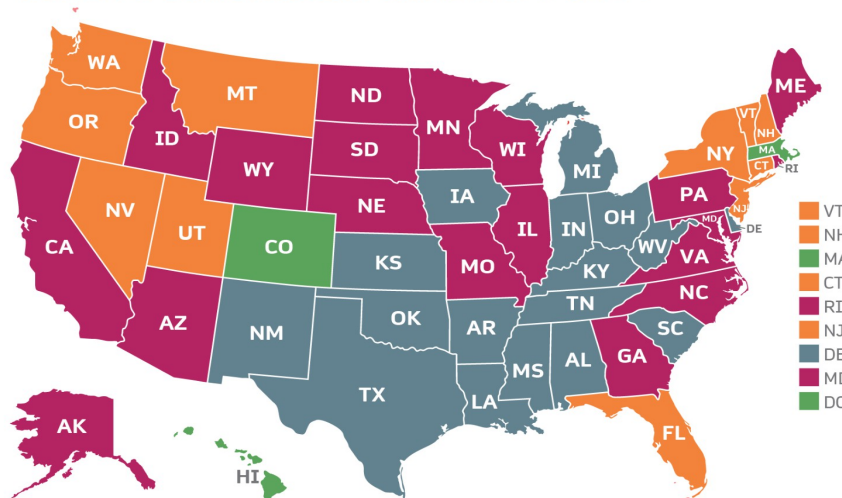 WA
MT
ND
MN
ME
VT
NH
OR
ID
WY
SD
WI
MI
NY
MA
CT
RI
NV
UT
NE
IA
PA
NJ
CA
CO
KS
MO
IL
IN
OH
WV
MD
DE
VA
KY
AZ
NM
OK
AR
TN
NC
SC
TX
LA
MS
AL
GA
FL
AK
HI
VT
NH
MA
CT
RI
NJ
DE
MD
DC